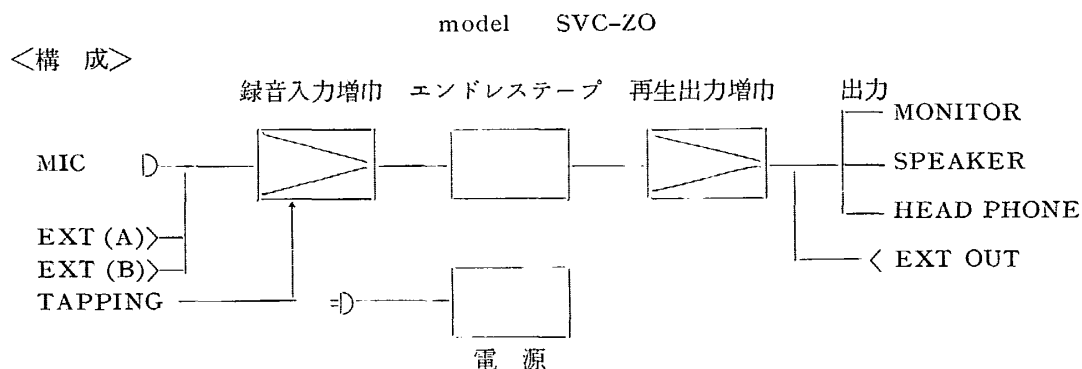 model SVC-ZO
<構 成>
録音入力増巾 エンドレステープ 再生出力増巾 出力
MONITOR
MIC
SPEAKER
HEAD PHONE
EXT (A)
EXT (B)
EXT OUT
TAPPING
電 源